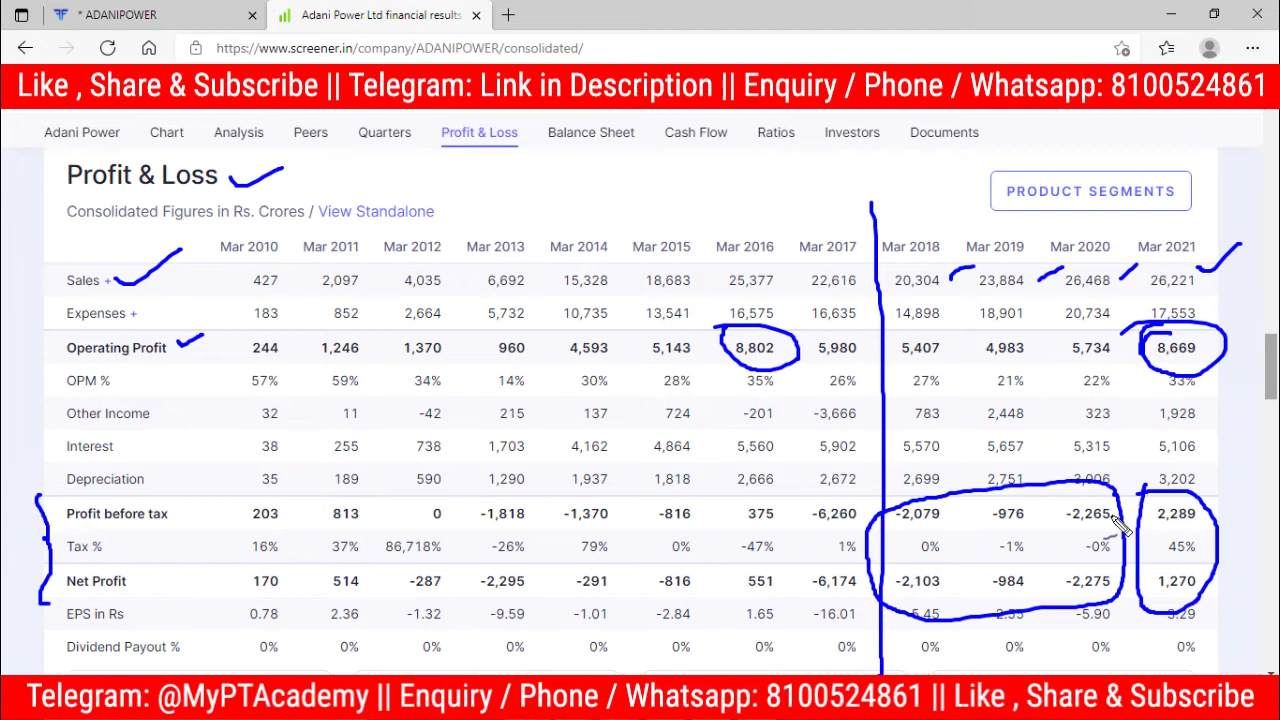 * ADANIPOWER
Adani Power Ltd financial results
https://www.screener.in/company/ADANIPOWER/consolidated/
Like , Share & Subscribe || Telegram: Link in Description || Enquiry / Phone / Whatsapp: 8100524861
Adani Power Chart Analysis Peers Quarters Profit & Loss Balance Sheet Cash Flow Ratios Investors Documents
Profit & Loss
PRODUCT SEGMENTS
Consolidated Figures in Rs. Crores / View Standalone
Mar 2010 Mar 2011 Mar 2012 Mar 2013 Mar 2014 Mar 2015 Mar 2016 Mar 2017 Mar 2018 Mar 2019 Mar 2020 Mar 2021
Sales + 427 2,097 4,035 6,692 15,328 18,683 25,377 22,616 20,304 23,884 26,468 26,221
Expenses + 183 852 2,664 5,732 10,735 13,541 16,575 16,635 14,898 18,901 20,734 17,553
Operating Profit 244 1,246 1,370 960 4,593 5,143 8,802 5,980 5,407 4,983 5,734 8,669
OPM % 57% 59% 34% 14% 30% 28% 35% 26% 27% 21% 22% 33%
Other Income 32 11 -42 215 137 724 -201 -3,666 783 2,448 323 1,928
Interest 38 255 738 1,703 4,162 4,864 5,560 5,902 5,570 5,657 5,315 5,106
Depreciation 35 189 590 1,290 1,937 1,818 2,666 2,672 2,699 2,751 3,006 3,202
Profit before tax 203 813 -1,818 -1,370 -816 375 -6,260 -2,079 -976 -2,265 2,289
Tax % 16% 37% 86,718% -26% 79% 0% -47% 1% 0% -1% -0% 45%
Net Profit 170 514 -287 -2,295 -291 -816 551 -6,174 -2,103 -984 -2,275 1,270
EPS in Rs 0.78 2.36 -1.32 -9.59 -1.01 -2.84 1.65 -16.01 -5.45 -2.55 -5.90 3.29
Dividend Payout % 0% 0% 0% 0% 0% 0% 0% 0% 0% 0% 0% 0%
Telegram: @MyPTAcademy || Enquiry / Phone / Whatsapp: 8100524861 || Like , Share & Subscribe